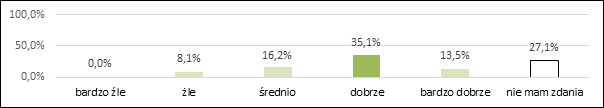 100,0%
50,0%
0,0%
0,0%
8,1%
16,2%
35,1%
13,5%
27,1%
bardzo źle
źle
średnio
dobrze
bardzo dobrze
nie mam zdania